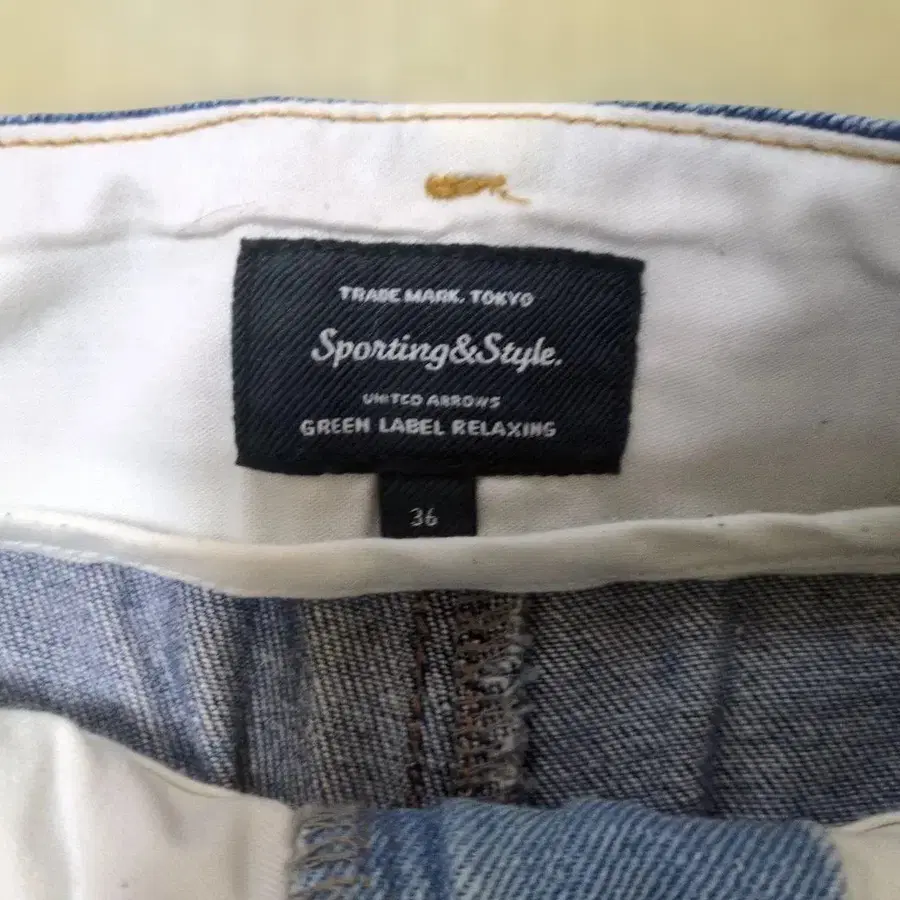 TRADE MARK. TOKYO
Sporting&Style.
UNITED ARROWS
GREEN LABEL RELAXING
36